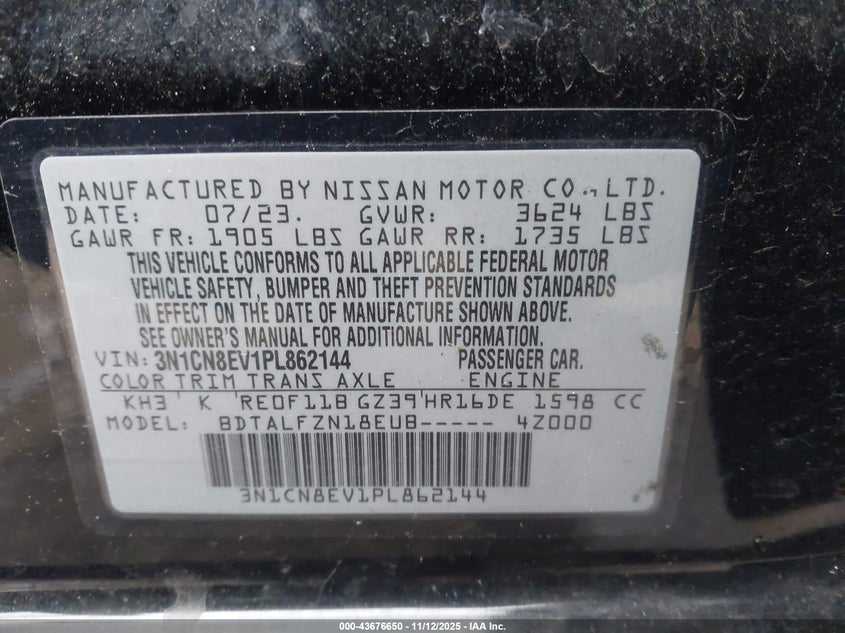 MANUFACTURED BY NISSAN MOTOR CO., LTD.
DATE: 07/23. GVWR: 3624 LBS
GAWR FR: 1905 LBS GAWR RR: 1735 LBS
THIS VEHICLE CONFORMS TO ALL APPLICABLE FEDERAL MOTOR
VEHICLE SAFETY, BUMPER AND THEFT PREVENTION STANDARDS
IN EFFECT ON THE DATE OF MANUFACTURE SHOWN ABOVE.
SEE OWNER'S MANUAL FOR ADDITIONAL INFORMATION.
VIN: 3N1CN8EV1PL862144 PASSENGER CAR.
COLOR TRIM TRANS AXLE ENGINE
KH3 K RE0F11B GZ39 HR16DE 1598 CC
MODEL: BDTALFZN18EUB----- 4Z000
3N1CN8EV1PL862144
000-43676650 - 11/12/2025 - IAA Inc.